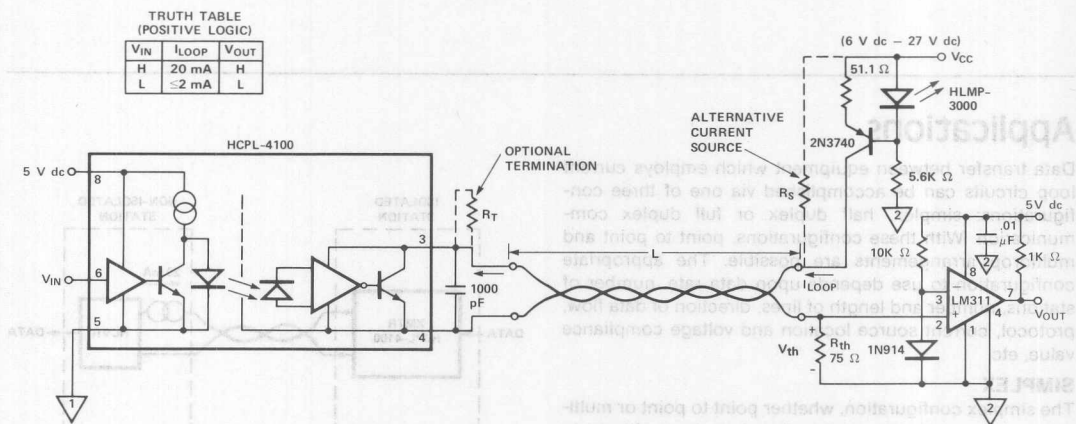 TRUTH TABLE
(POSITIVE LOGIC)
VIN ILOOP VOUT
H 20 mA H
L ≤2 mA L
HCPL-4100
5 V dc
8
VIN
6
5
1
3
4
OPTIONAL
TERMINATION
RT
1000
pF
L
ALTERNATIVE
CURRENT
SOURCE
RS
ILOOP
Vth
Rth
75 Ω
(6 V dc – 27 V dc)
VCC
51.1 Ω
HLMP-
3000
2N3740
5.6K Ω
2
10K Ω
5V dc
.01
μF
2
1K Ω
8
3
LM311
7
2
4
1
VOUT
1N914
2
Applications
Data transfer between equipment which employs current
loop circuits can be accomplished via one of three con-
figurations: simplex, half duplex or full duplex com-
munication. With these configurations, point to point and
multidrop arrangements are possible. The appropriate
configuration to use depends upon data rate, number of
stations, number and length of lines, direction of data flow,
protocol, current source location and voltage compliance
value, etc.
SIMPLEX
The simplex configuration, whether point to point or multi-